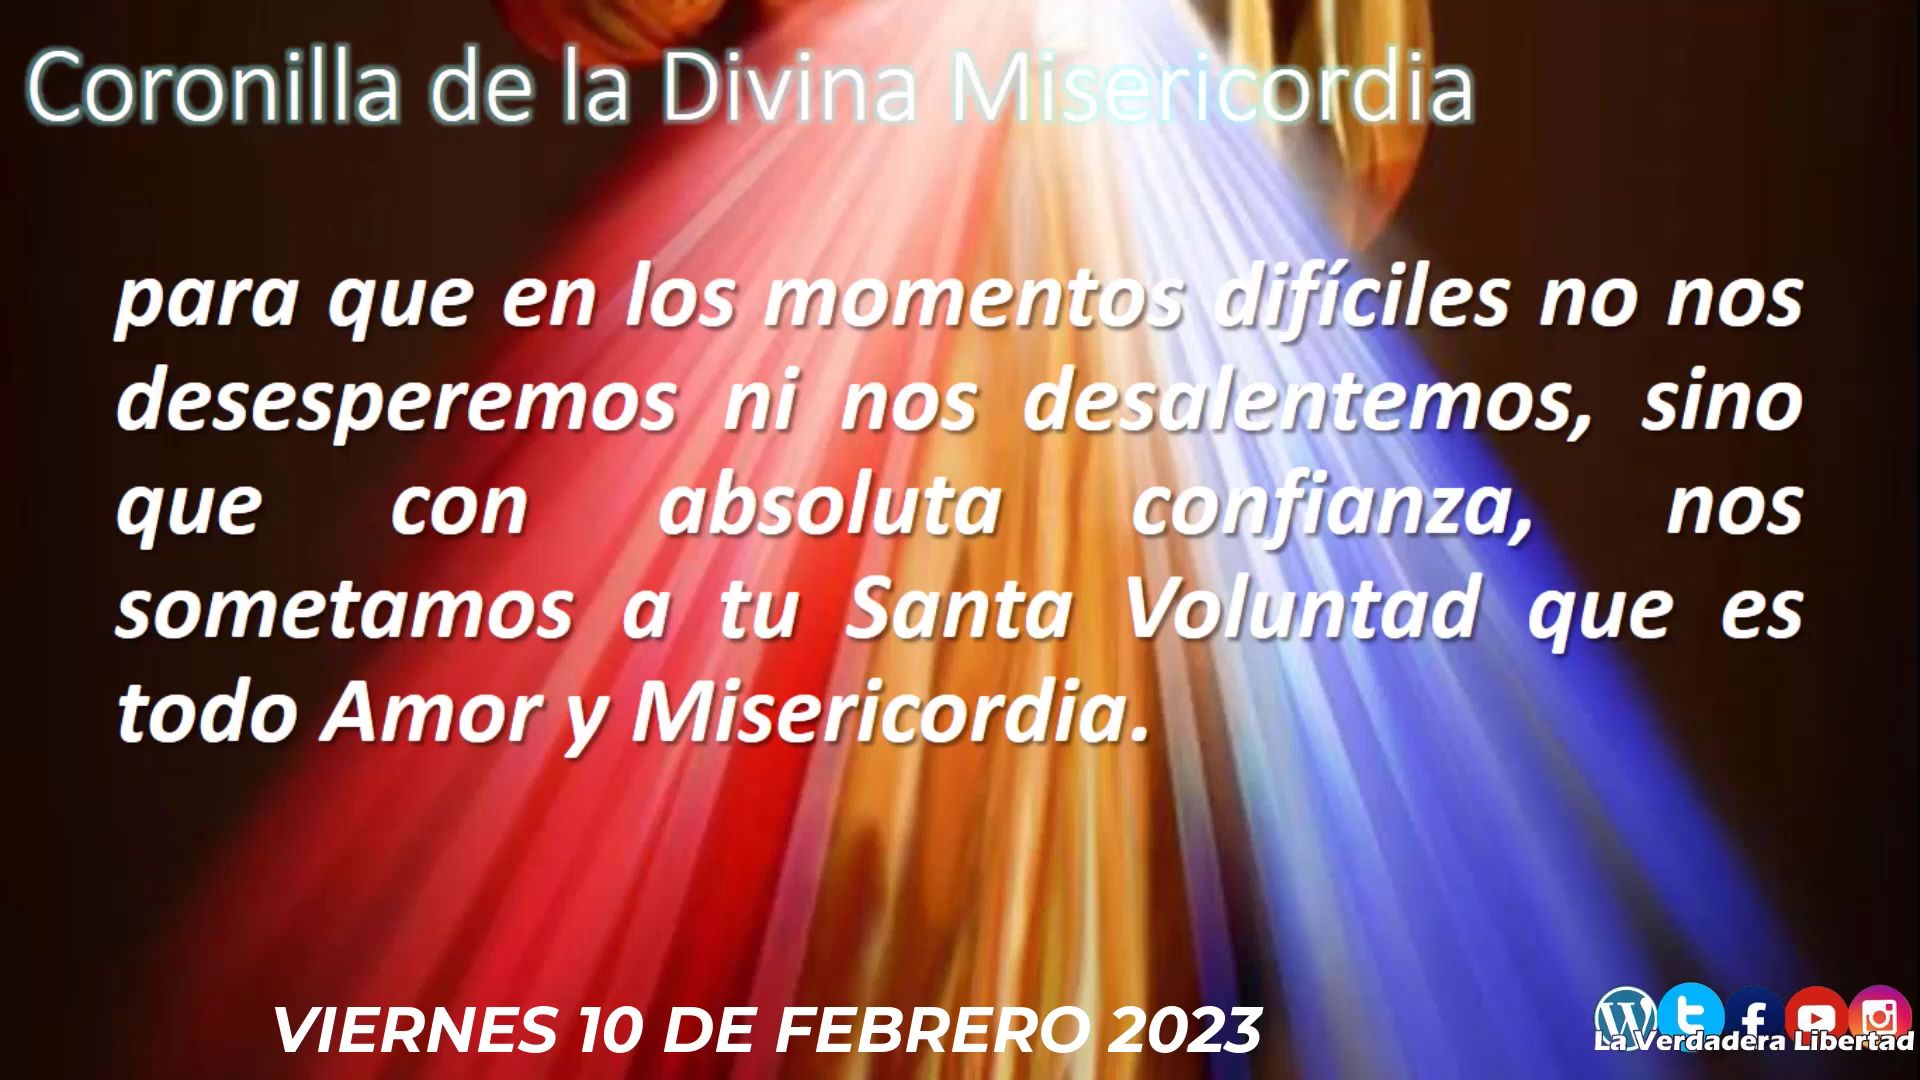 Coronilla de la Divina Misericordia
para que en los momentos difíciles no nos
desesperemos ni nos desalentemos, sino
que con absoluta confianza, nos
sometamos a tu Santa Voluntad que es
todo Amor y Misericordia.
VIERNES 10 DE FEBRERO 2023
La Verdadera Libertad